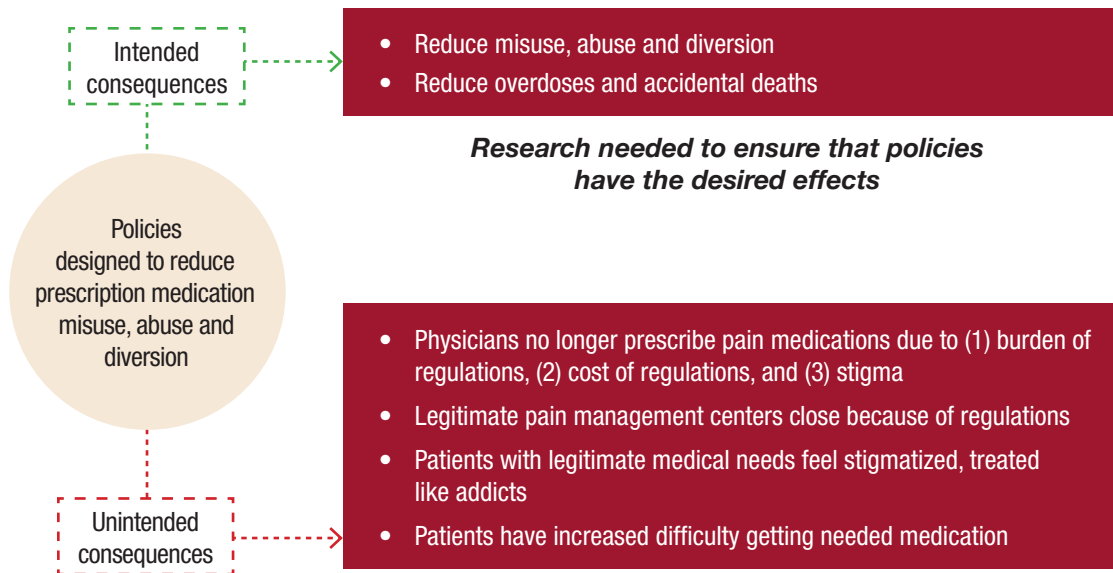 Intended
consequences
• Reduce misuse, abuse and diversion
• Reduce overdoses and accidental deaths
Research needed to ensure that policies
have the desired effects
Policies
designed to reduce
prescription medication
misuse, abuse and
diversion
• Physicians no longer prescribe pain medications due to (1) burden of
regulations, (2) cost of regulations, and (3) stigma
• Legitimate pain management centers close because of regulations
• Patients with legitimate medical needs feel stigmatized, treated
like addicts
• Patients have increased difficulty getting needed medication
Unintended
consequences